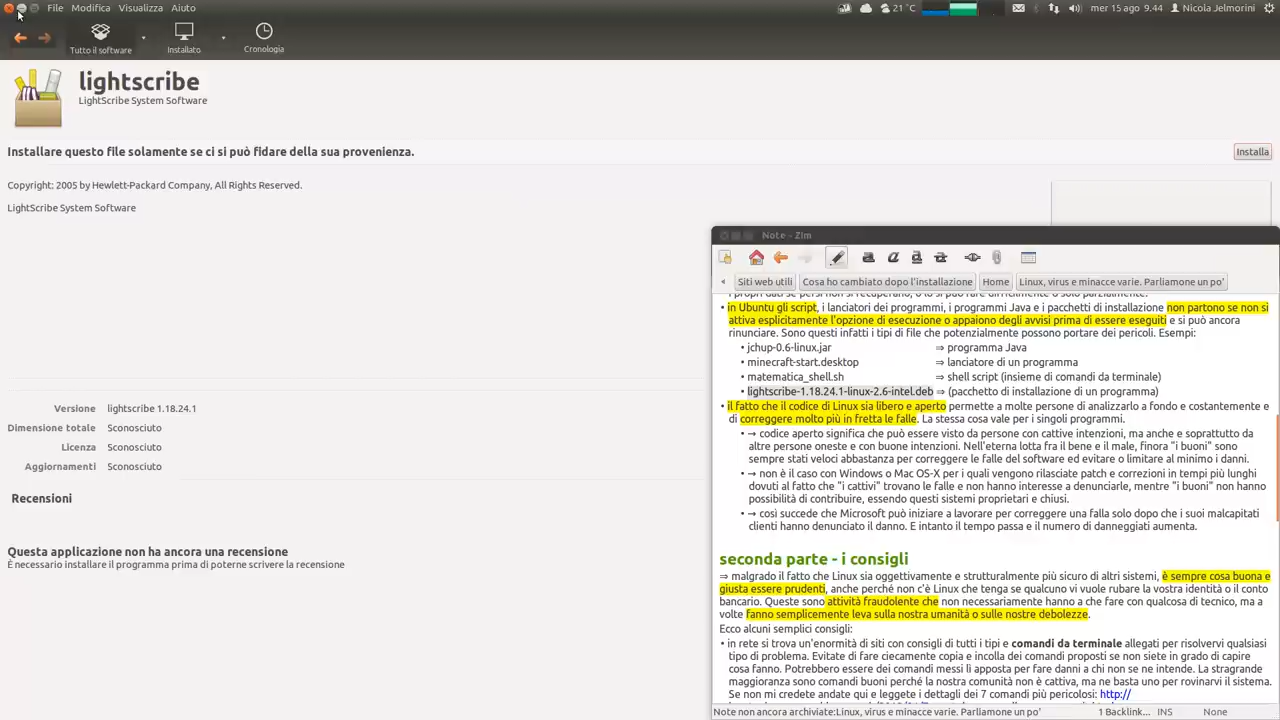 File Modifica Visualizza Aiuto
21 °C
mer 15 ago 9.44 Nicola Jelmorini
Tutto il software Installato Cronologia
lightscribe
LightScribe System Software
Installare questo file solamente se ci si può fidare della sua provenienza.
Installa
Copyright: 2005 by Hewlett-Packard Company, All Rights Reserved.
LightScribe System Software
Versione lightscribe 1.18.24.1
Dimensione totale Sconosciuto
Licenza Sconosciuto
Aggiornamenti Sconosciuto
Recensioni
Questa applicazione non ha ancora una recensione
È necessario installare il programma prima di poterne scrivere la recensione
Note - Zim
Siti web utili Cosa ho cambiato dopo l'installazione Home Linux, virus e minacce varie. Parliamone un po'
• in Ubuntu gli script, i lanciatori dei programmi, i programmi Java e i pacchetti di installazione non partono se non si
attiva esplicitamente l'opzione di esecuzione o appaiono degli avvisi prima di essere eseguiti e si può ancora
rinunciare. Sono questi infatti i tipi di file che potenzialmente possono portare dei pericoli. Esempi:
• jchup-0.6-linux.jar ⇒ programma Java
• minecraft-start.desktop ⇒ lanciatore di un programma
• matematica_shell.sh ⇒ shell script (insieme di comandi da terminale)
• lightscribe-1.18.24.1-linux-2.6-intel.deb ⇒ (pacchetto di installazione di un programma)
• il fatto che il codice di Linux sia libero e aperto permette a molte persone di analizzarlo a fondo e costantemente e
di correggere molto più in fretta le falle. La stessa cosa vale per i singoli programmi.
• → codice aperto significa che può essere visto da persone con cattive intenzioni, ma anche e soprattutto da
altre persone oneste e con buone intenzioni. Nell'eterna lotta fra il bene e il male, finora "i buoni" sono
sempre stati veloci abbastanza per correggere le falle del software ed evitare o limitare al minimo i danni.
• → non è il caso con Windows o Mac OS-X per i quali vengono rilasciate patch e correzioni in tempi più lunghi
dovuti al fatto che "i cattivi" trovano le falle e non hanno interesse a denunciarle, mentre "i buoni" non hanno
possibilità di contribuire, essendo questi sistemi proprietari e chiusi.
• → così succede che Microsoft può iniziare a lavorare per correggere una falla solo dopo che i suoi malcapitati
clienti hanno denunciato il danno. E intanto il tempo passa e il numero di danneggiati aumenta.
seconda parte - i consigli
⇒ malgrado il fatto che Linux sia oggettivamente e strutturalmente più sicuro di altri sistemi, è sempre cosa buona e
giusta essere prudenti, anche perché non c'è Linux che tenga se qualcuno vi vuole rubare la vostra identità o il conto
bancario. Queste sono attività fraudolente che non necessariamente hanno a che fare con qualcosa di tecnico, ma a
volte fanno semplicemente leva sulla nostra umanità o sulle nostre debolezze.
Ecco alcuni semplici consigli:
• in rete si trova un'enormità di siti con consigli di tutti i tipi e comandi da terminale allegati per risolvervi qualsiasi
tipo di problema. Evitate di fare ciecamente copia e incolla dei comandi proposti se non siete in grado di capire
cosa fanno. Potrebbero essere dei comandi messi lì apposta per fare danni a chi non se ne intende. La stragrande
maggioranza sono comandi buoni perché la nostra comunità non è cattiva, ma ne basta uno per rovinarvi il sistema.
Se non mi credete andate qui e leggete i dettagli dei 7 comandi più pericolosi: http://
Note non ancora archiviate:Linux, virus e minacce varie. Parliamone un po' 1 Backlink... INS None